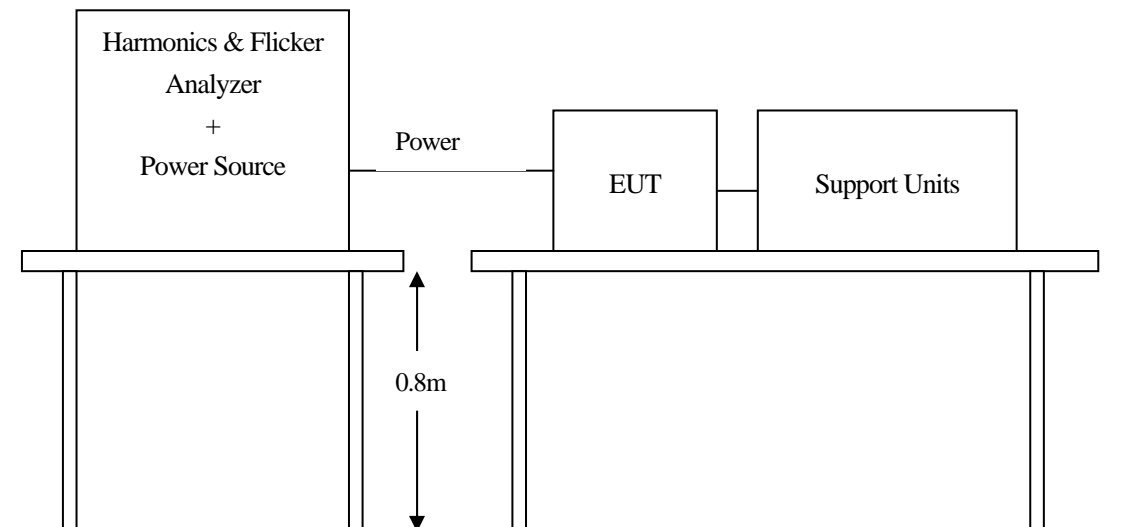 Harmonics & Flicker
Analyzer
+
Power Source
Power
EUT
Support Units
0.8m